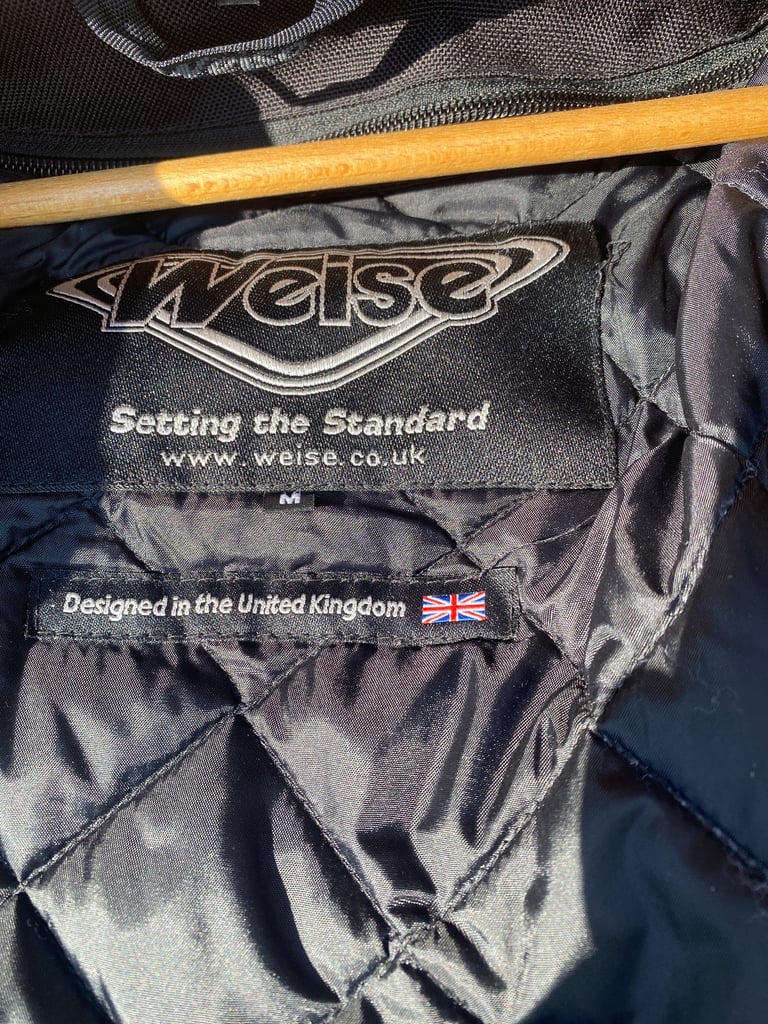 Weise
Setting the Standard
www.weise.co.uk
M
Designed in the United Kingdom